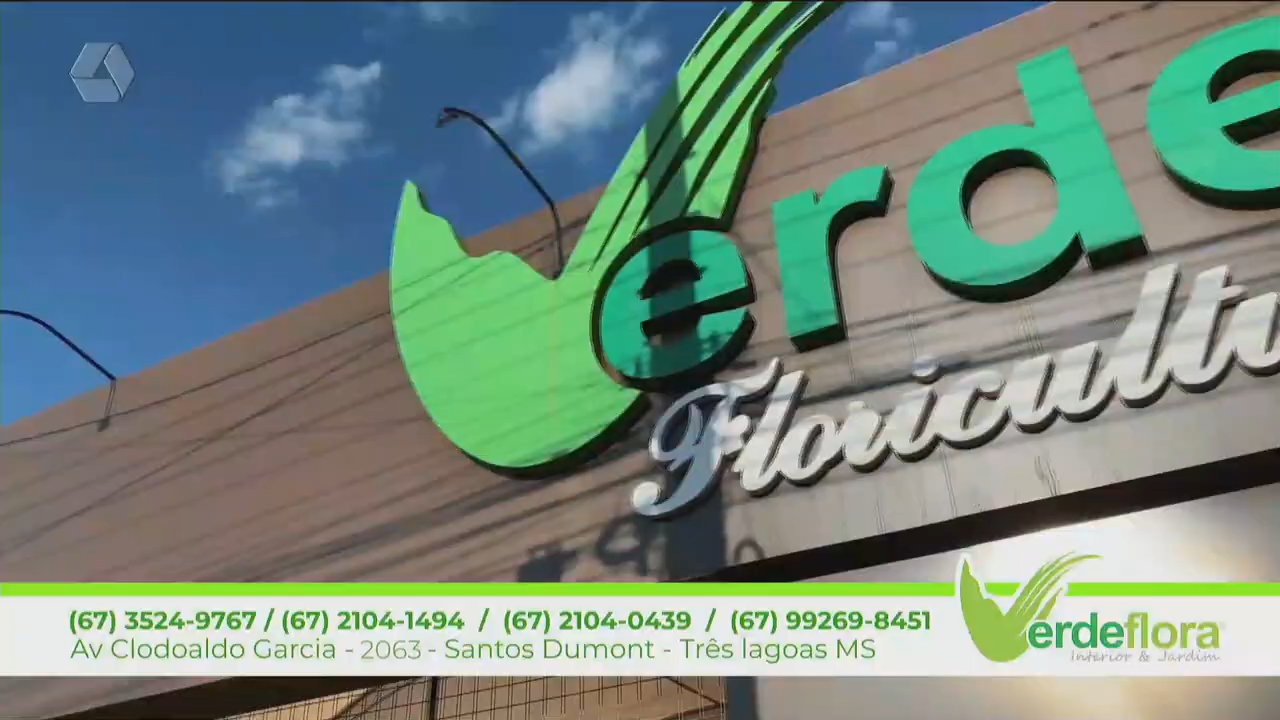 Verde
Floricultu
(67) 3524-9767 / (67) 2104-1494 / (67) 2104-0439 / (67) 99269-8451
Av Clodoaldo Garcia - 2063 - Santos Dumont - Três lagoas MS
Verdeflora
Interior & Jardim